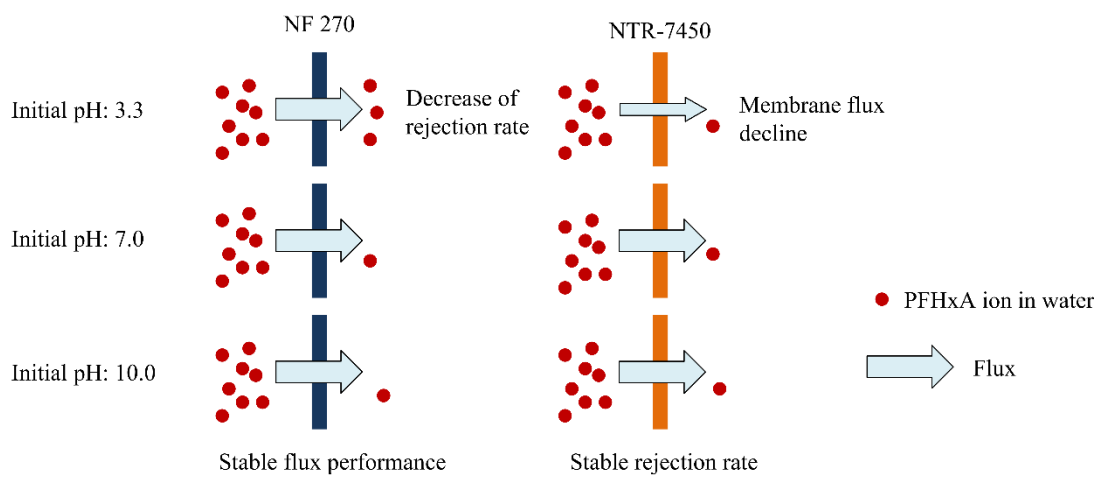 NF 270
NTR-7450
Initial pH: 3.3
Decrease of
rejection rate
Membrane flux
decline
Initial pH: 7.0
PFHxA ion in water
Initial pH: 10.0
Flux
Stable flux performance
Stable rejection rate